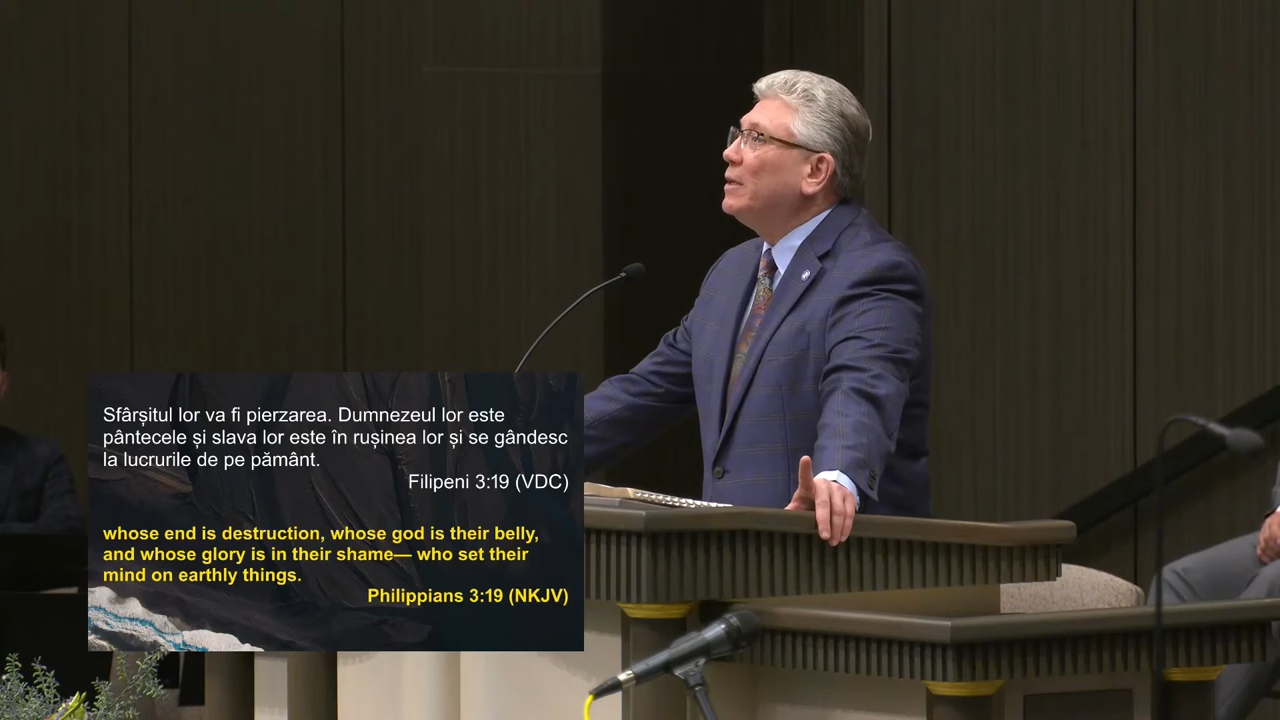 Sfârșitul lor va fi pierzarea. Dumnezeul lor este
pântecele și slava lor este în rușinea lor și se gândesc
la lucrurile de pe pământ.
Filipeni 3:19 (VDC)
whose end is destruction, whose god is their belly,
and whose glory is in their shame— who set their
mind on earthly things.
Philippians 3:19 (NKJV)